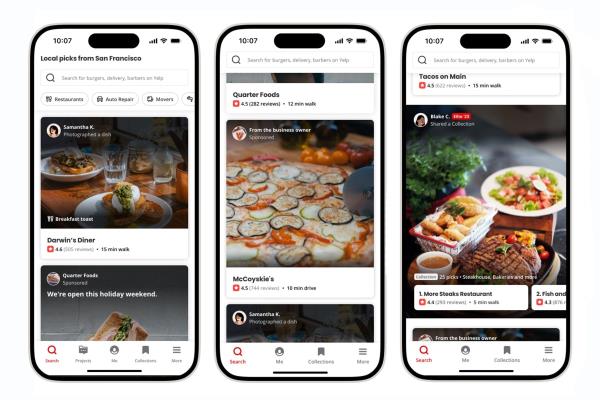 10:07
Local picks from San Francisco
Search for burgers, delivery, barbers on Yelp
Restaurants
Auto Repair
Movers
Samantha K.
Photographed a dish
Breakfast toast
Darwin's Diner
4.6 (505 reviews) • 15 min walk
Quarter Foods
Sponsored
We're open this holiday weekend.
Search
Projects
Me
Collections
More
10:07
Search for burgers, delivery, barbers on Yelp
Quarter Foods
4.5 (282 reviews) • 12 min walk
From the business owner
Sponsored
McCoyskie's
4.5 (744 reviews) • 10 min drive
Samantha K.
Photographed a dish
Search
Me
Collections
More
10:07
Search for burgers, delivery, barbers on Yelp
Tacos on Main
4.5 (622 reviews) • 15 min walk
Blake C. Elite '23
Shared a Collection
Collection 25 picks • Steakhouse, Bakeries and more
1. More Steaks Restaurant
4.4 (293 reviews) • 5 min walk
2. Fish and
4.3 (876 r
From the business owner
Search
Me
Collections
More